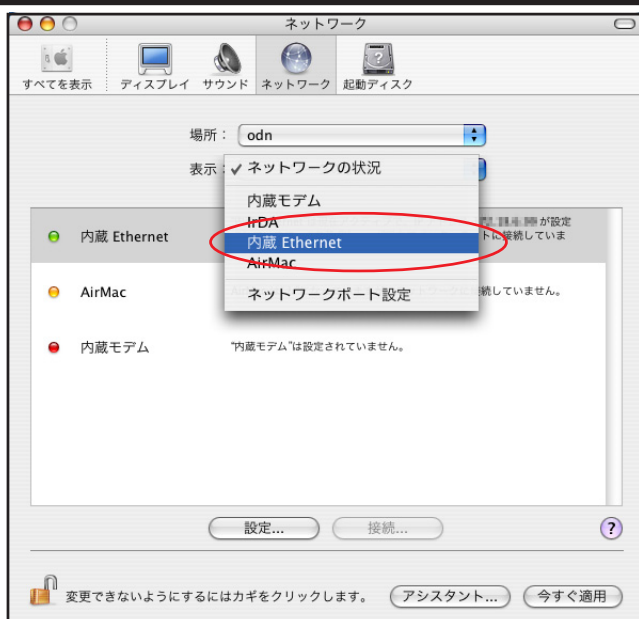 ネットワーク
すべてを表示 ディスプレイ サウンド ネットワーク 起動ディスク
場所： odn
表示： ✓ ネットワークの状況
内蔵モデム
IrDA
内蔵 Ethernet
AirMac
ネットワークポート設定
内蔵 Ethernet
が設定
トに接続していま
AirMac
続していません。
内蔵モデム
"内蔵モデム"は設定されていません。
設定... 接続... ?
変更できないようにするにはカギをクリックします。 アシスタント... 今すぐ適用